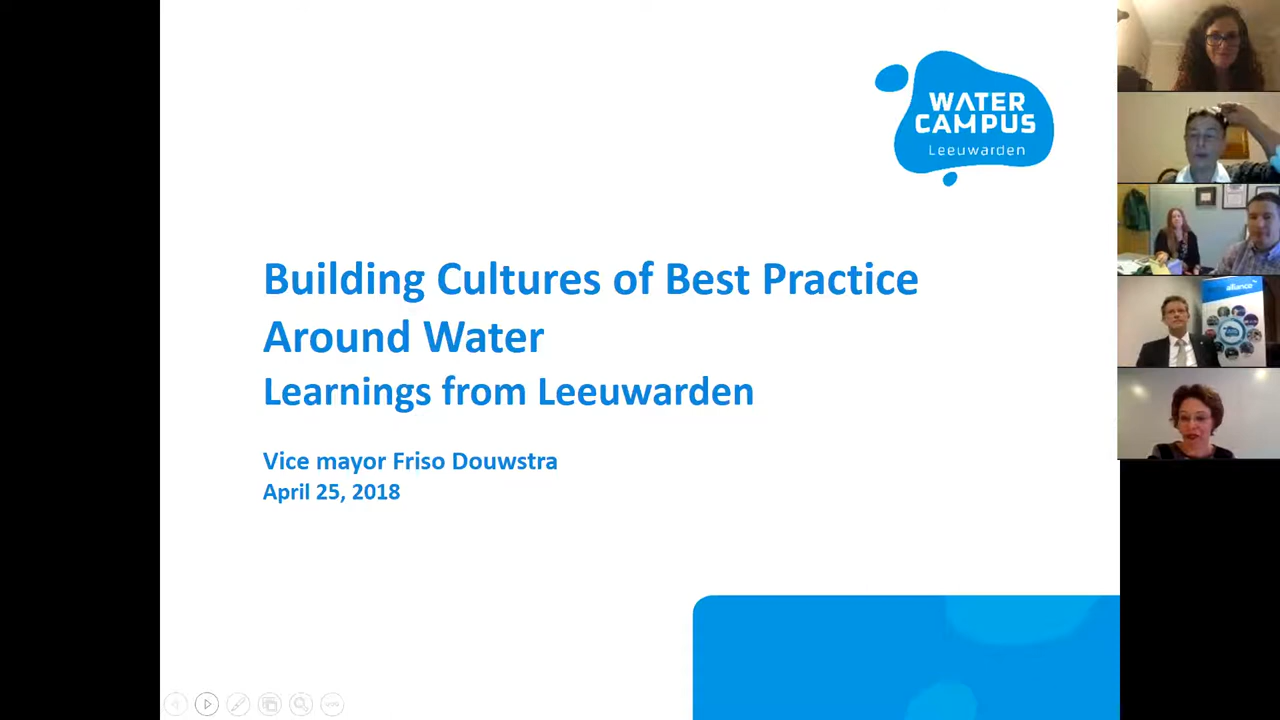 WATER
CAMPUS
Leeuwarden
alliance
Building Cultures of Best Practice
Around Water
Learnings from Leeuwarden
Vice mayor Friso Douwstra
April 25, 2018